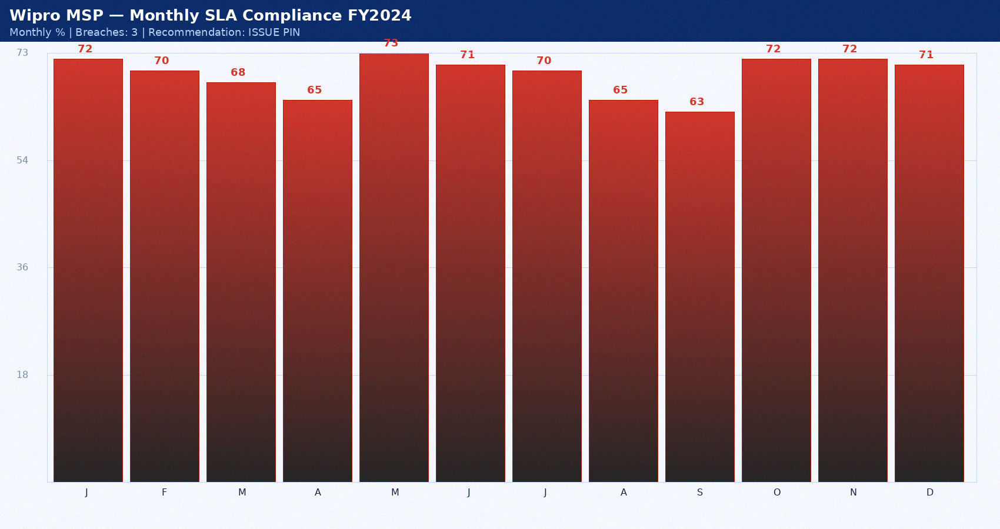 Wipro MSP — Monthly SLA Compliance FY2024
Monthly % | Breaches: 3 | Recommendation: ISSUE PIN
73
54
36
18
72 70 68 65 73 71 70 65 63 72 72 71
J F M A M J J A S O N D